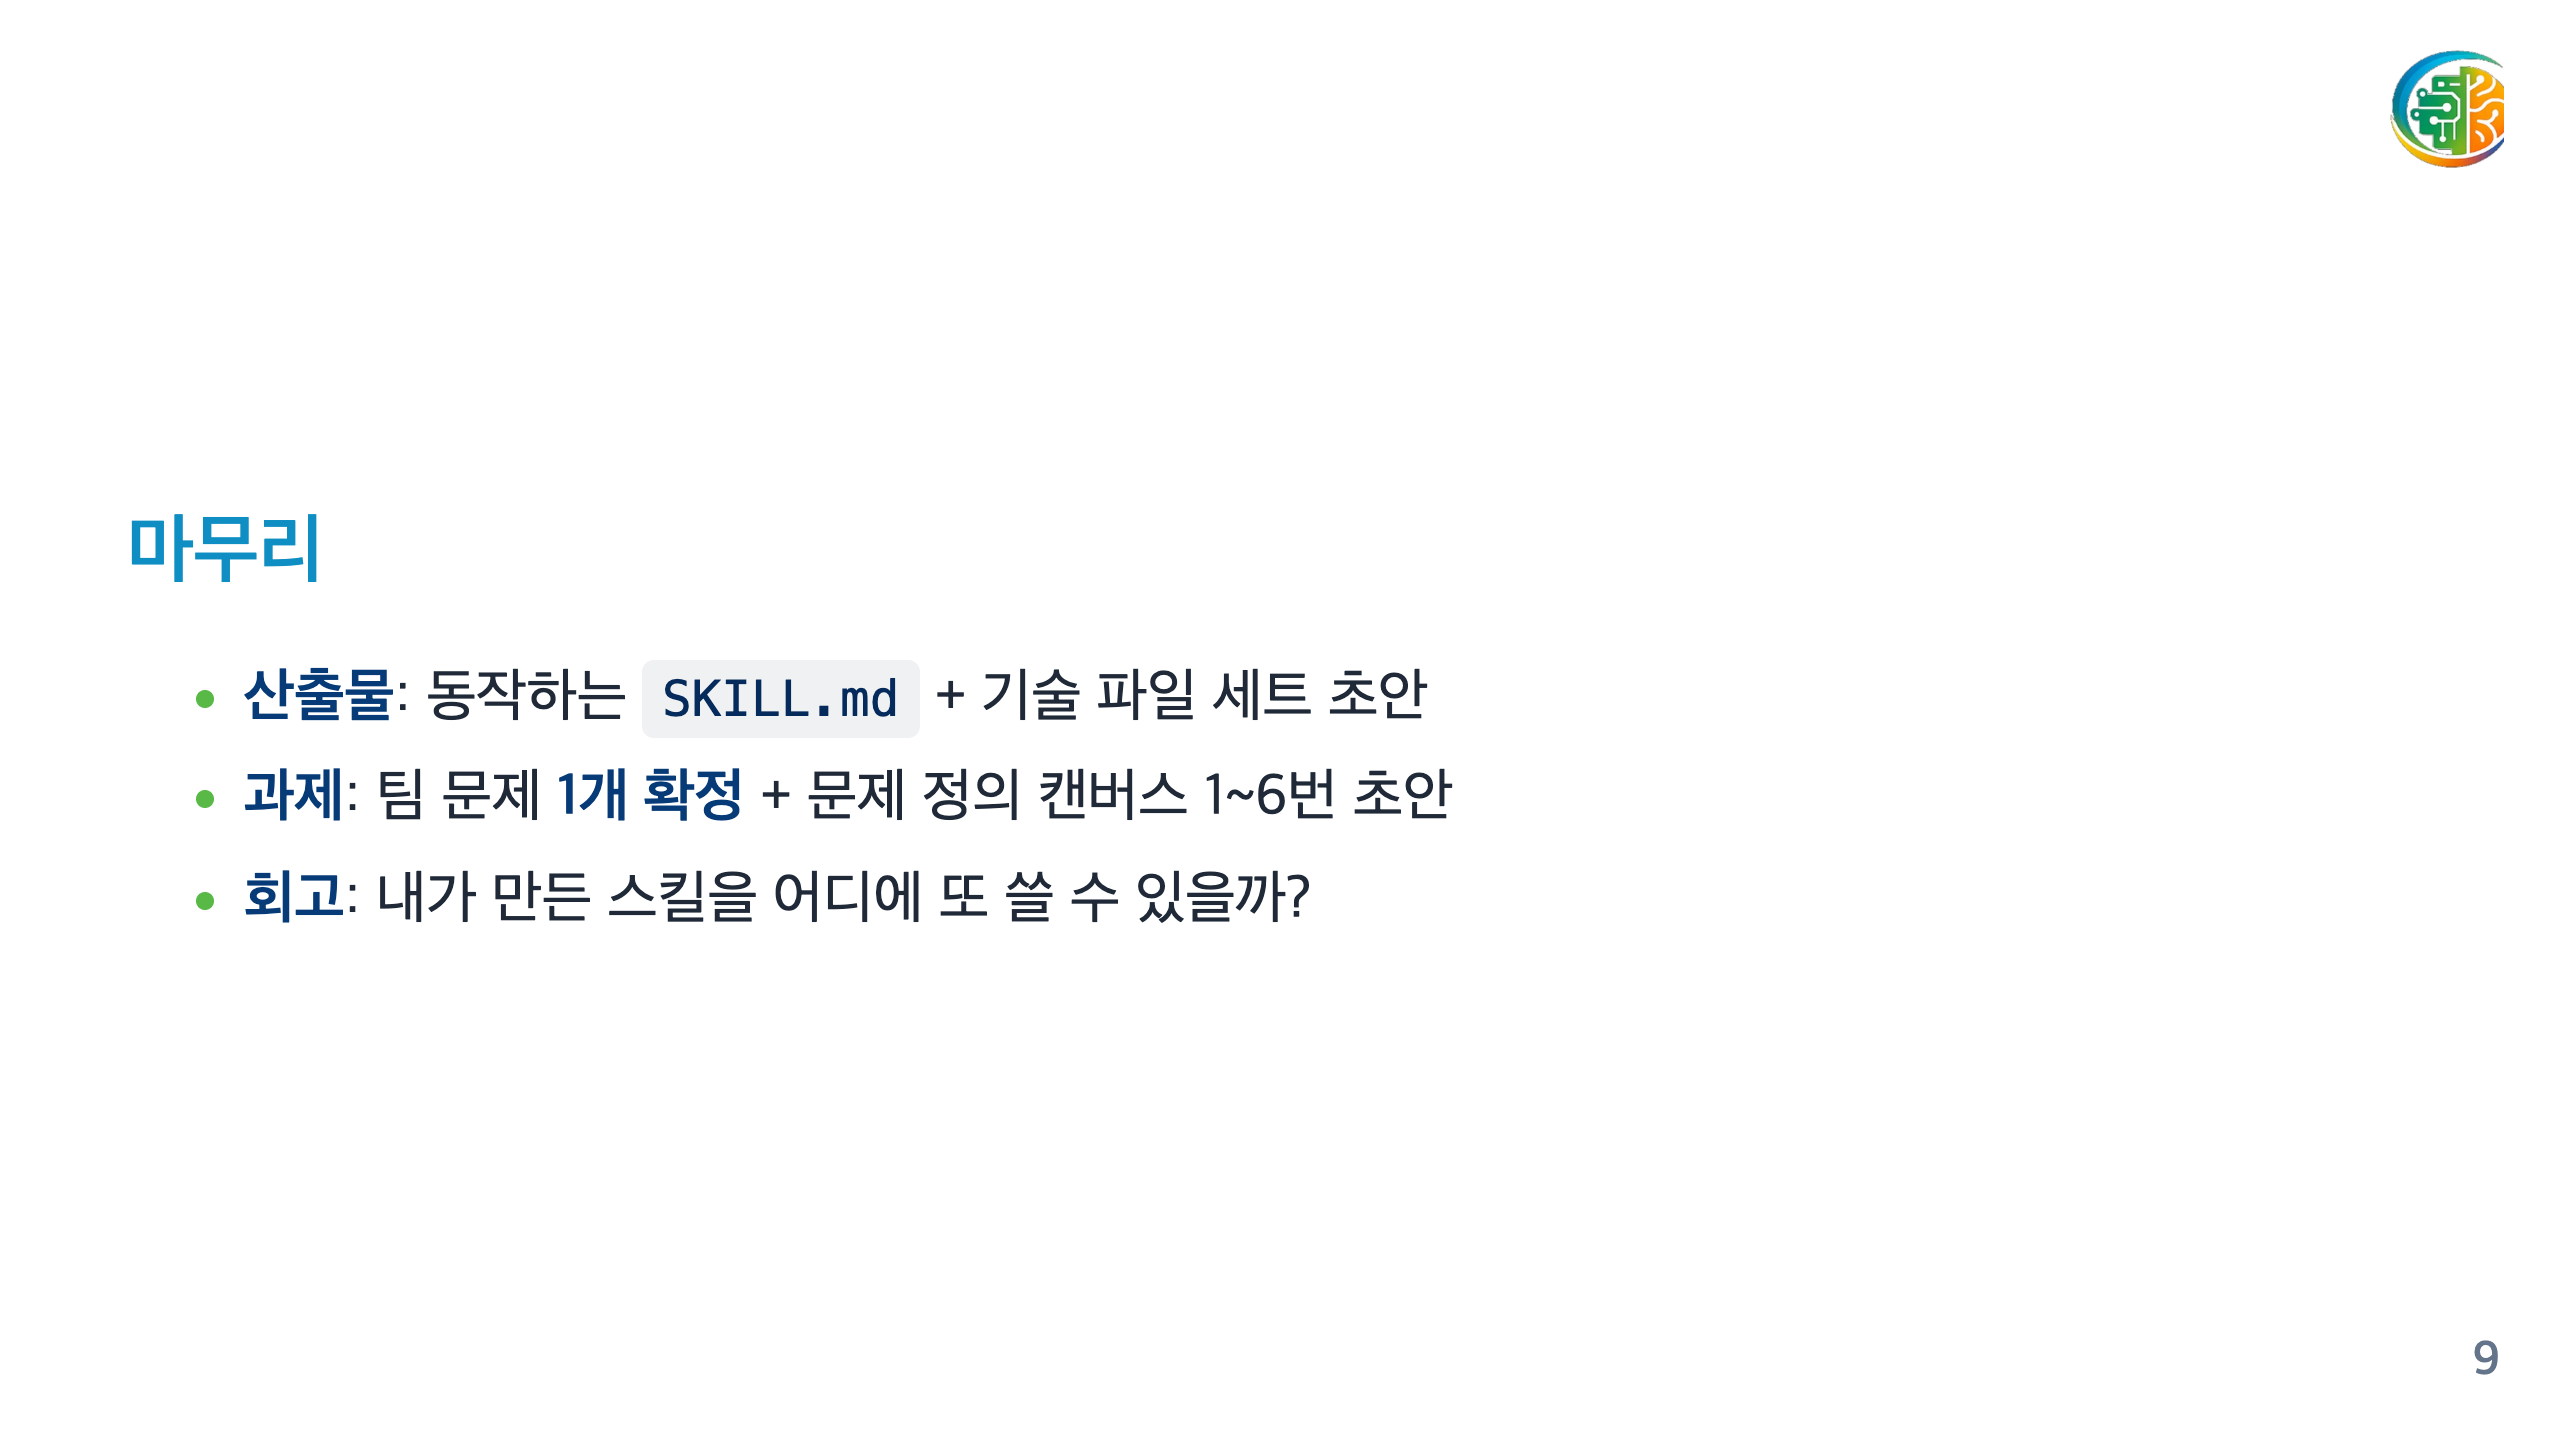 마무리
산출물: 동작하는 SKILL.md + 기술 파일 세트 초안
과제: 팀 문제 1개 확정 + 문제 정의 캔버스 1~6번 초안
회고: 내가 만든 스킬을 어디에 또 쓸 수 있을까?
9